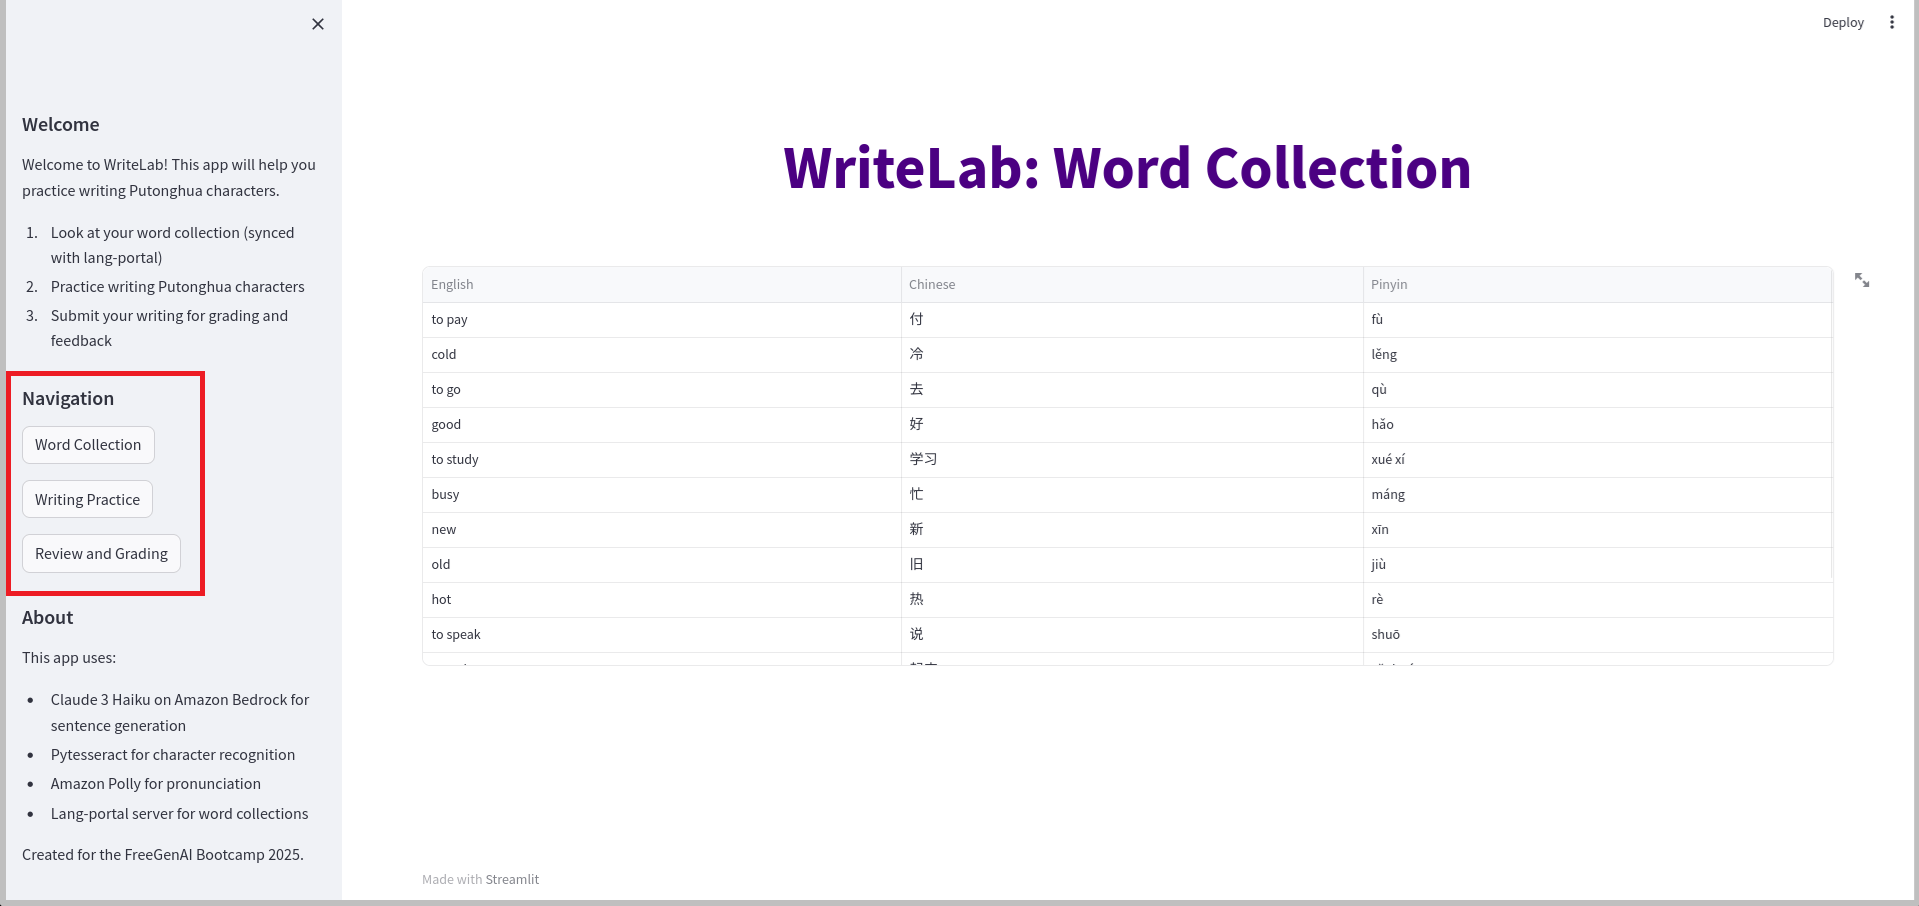 Deploy
Welcome
Welcome to WriteLab! This app will help you
practice writing Putonghua characters.
1. Look at your word collection (synced
with lang-portal)
2. Practice writing Putonghua characters
3. Submit your writing for grading and
feedback
Navigation
Word Collection
Writing Practice
Review and Grading
About
This app uses:
• Claude 3 Haiku on Amazon Bedrock for
sentence generation
• Pytesseract for character recognition
• Amazon Polly for pronunciation
• Lang-portal server for word collections
Created for the FreeGenAI Bootcamp 2025.
WriteLab: Word Collection
English Chinese Pinyin
to pay 付 fù
cold 冷 lěng
to go 去 qù
good 好 hǎo
to study 学习 xué xí
busy 忙 máng
new 新 xīn
old 旧 jiù
hot 热 rè
to speak 说 shuō
Made with Streamlit